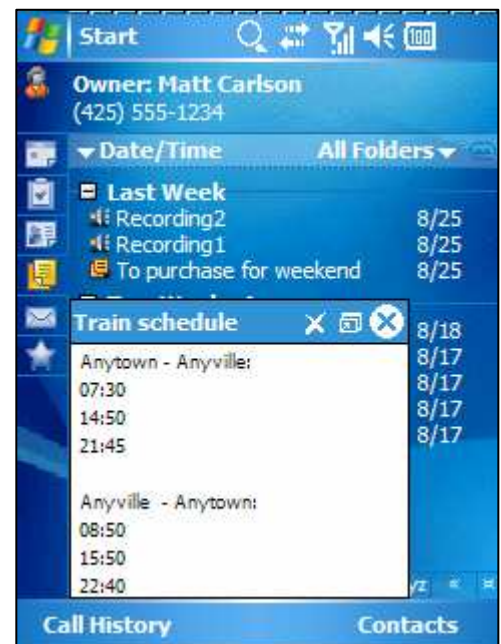 Start
100
Owner: Matt Carlson
(425) 555-1234
Date/Time All Folders
Last Week
Recording2 8/25
Recording1 8/25
To purchase for weekend 8/25
Train schedule
8/18
8/17
8/17
8/17
8/17
Anytown - Anyville:
07:30
14:50
21:45
Anyville - Anytown:
08:50
15:50
22:40
yz
Call History Contacts